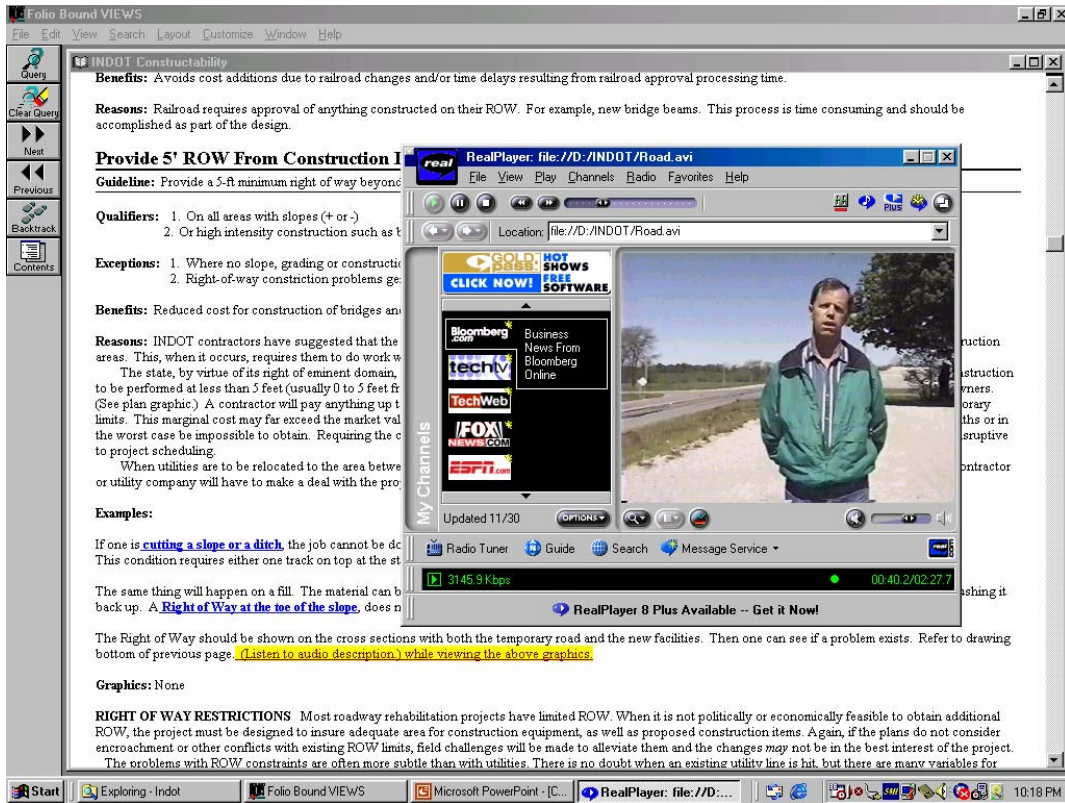 Folio Bound VIEWS
File Edit View Search Layout Customize Window Help
Query
Clear Query
Next
Previous
Backtrack
Contents
INDOT Constructability
Benefits: Avoids cost additions due to railroad changes and/or time delays resulting from railroad approval processing time.
Reasons: Railroad requires approval of anything constructed on their ROW. For example, new bridge beams. This process is time consuming and should be
accomplished as part of the design.
Provide 5' ROW From Construction
Guideline: Provide a 5-ft minimum right of way beyond
Qualifiers: 1. On all areas with slopes (+ or -)
2. Or high intensity construction such as
Exceptions: 1. Where no slope, grading or
2. Right-of-way constriction problems
Benefits: Reduced cost for construction of bridges
Reasons: INDOT contractors have suggested that the
areas. This, when it occurs, requires them to do work
The state, by virtue of its right of eminent domain,
to be performed at less than 5 feet (usually 0 to 5 feet
(See plan graphic.) A contractor will pay anything up
limits. This marginal cost may far exceed the market
the worst case be impossible to obtain. Requiring the
to project scheduling.
When utilities are to be relocated to the area
or utility company will have to make a deal with the
Examples:
If one is cutting a slope or a ditch, the job cannot be
This condition requires either one track on top at the
The same thing will happen on a fill. The material can
back up. A Right of Way at the toe of the slope, does
The Right of Way should be shown on the cross sections with both the temporary road and the new facilities. Then one can see if a problem exists. Refer to drawing
bottom of previous page. (Listen to audio description.) while viewing the above graphics.
Graphics: None
RIGHT OF WAY RESTRICTIONS Most roadway rehabilitation projects have limited ROW. When it is not politically or economically feasible to obtain additional
ROW, the project must be designed to insure adequate area for construction equipment, as well as proposed construction items. Again, if the plans do not consider
encroachment or other conflicts with existing ROW limits, field challenges will be made to alleviate them and the changes may not be in the best interest of the project.
The problems with ROW constraints are often more subtle than with utilities. There is no doubt when an existing utility line is hit, but there are many variables for
real
RealPlayer: file://D:/INDOT/Road.avi
File View Play Channels Radio Favorites Help
PLUS
Location: file://D:/INDOT/Road.avi
GOLD PASS: HOT SHOWS
CLICK NOW! FREE SOFTWARE
My Channels
Bloomberg .com
Business
News From
Bloomberg
Online
techtv
TechWeb
FOX NEWS.COM
ESPN.com
Updated 11/30 OPTIONS
Radio Tuner Guide Search Message Service
3145.9 Kbps 00:40.2/02:27.7
RealPlayer 8 Plus Available -- Get it Now!
Start Exploring - Indot Folio Bound VIEWS Microsoft PowerPoint - [C... RealPlayer: file://D:... 10:18 PM